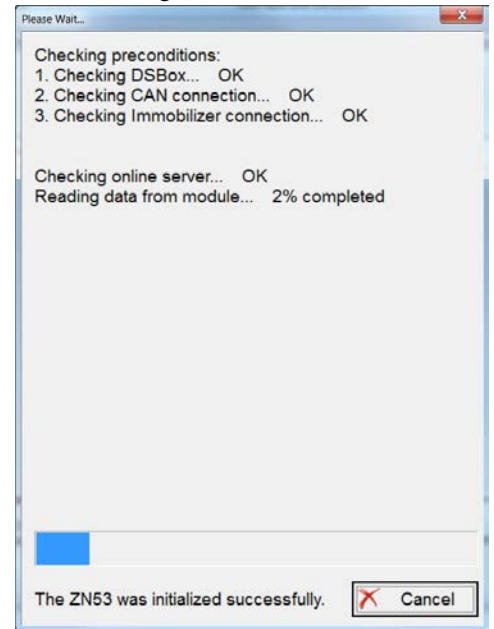 Please Wait...
Checking preconditions:
1. Checking DSBox... OK
2. Checking CAN connection... OK
3. Checking Immobilizer connection... OK
Checking online server... OK
Reading data from module... 2% completed
The ZN53 was initialized successfully.
Cancel